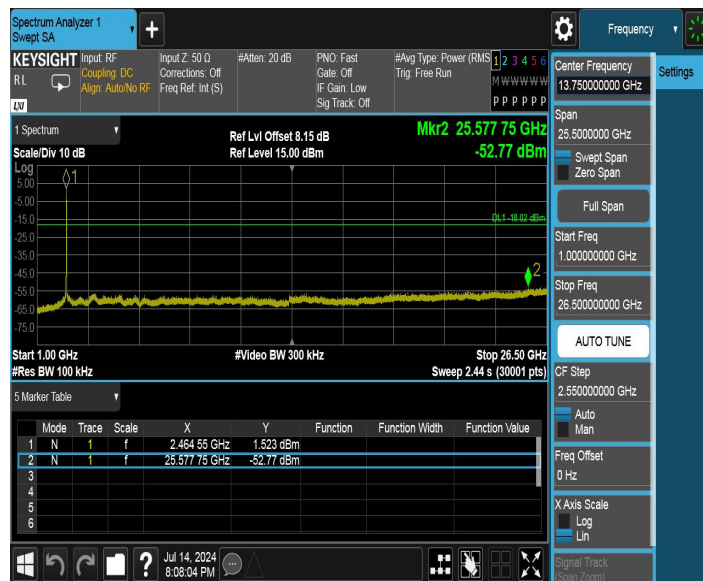 Spectrum Analyzer 1
Swept SA
+
Frequency
KEYSIGHT
RL
LXI
Input: RF
Coupling: DC
Align: Auto/No RF
Input Z: 50 Ω
Corrections: Off
Freq Ref: Int (S)
#Atten: 20 dB
PNO: Fast
Gate: Off
IF Gain: Low
Sig Track: Off
#Avg Type: Power (RMS
Trig: Free Run
1 2 3 4 5 6
M W W W W W
P P P P P P
1 Spectrum
Scale/Div 10 dB
Ref Lvl Offset 8.15 dB
Ref Level 15.00 dBm
Mkr2 25.577 75 GHz
-52.77 dBm
Log
5.00
-5.00
-15.0
-25.0
-35.0
-45.0
-55.0
-65.0
-75.0
1
DL1 -18.02 dBm
2
Start 1.00 GHz
#Video BW 300 kHz
Stop 26.50 GHz
#Res BW 100 kHz
Sweep 2.44 s (30001 pts)
5 Marker Table
Mode Trace Scale X Y Function Function Width Function Value
1 N 1 f 2.464 55 GHz 1.523 dBm
2 N 1 f 25.577 75 GHz -52.77 dBm
3
4
5
6
?
Jul 14, 2024
8:08:04 PM
Center Frequency
13.750000000 GHz
Settings
Span
25.5000000 GHz
Swept Span
Zero Span
Full Span
Start Freq
1.000000000 GHz
Stop Freq
26.500000000 GHz
AUTO TUNE
CF Step
2.550000000 GHz
Auto
Man
Freq Offset
0 Hz
X Axis Scale
Log
Lin
Signal Track
(Span Zoom)